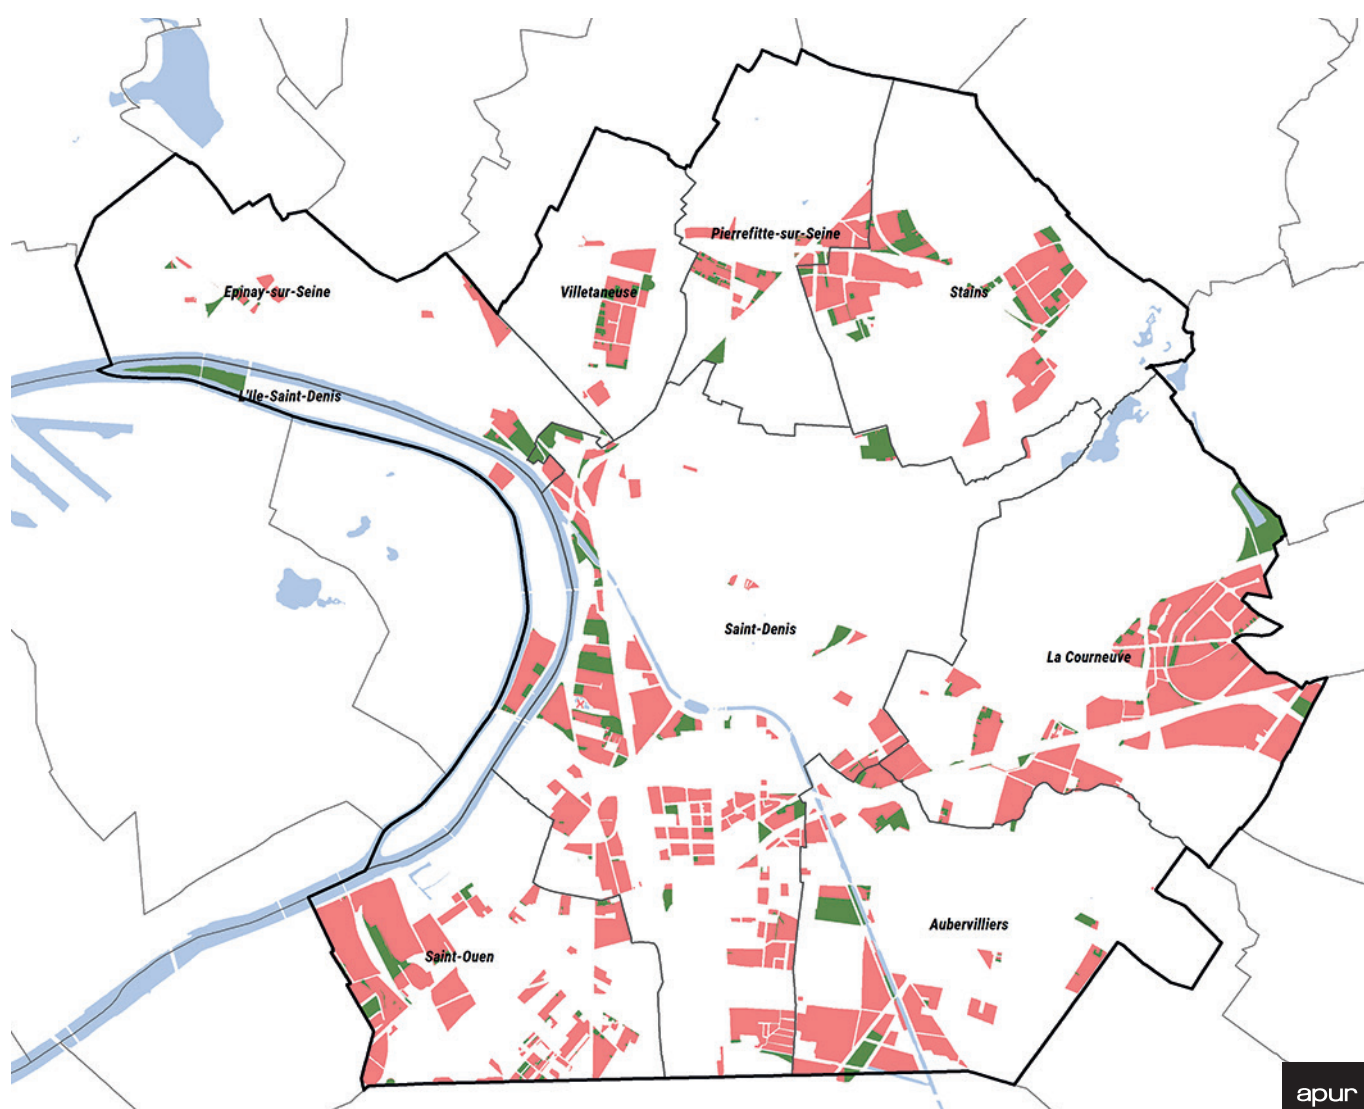 Pierrefitte-sur-Seine
Epinay-sur-Seine
Villetaneuse
Stains
L'Ile-Saint-Denis
Saint-Denis
La Courneuve
Aubervilliers
Saint-Ouen
apur